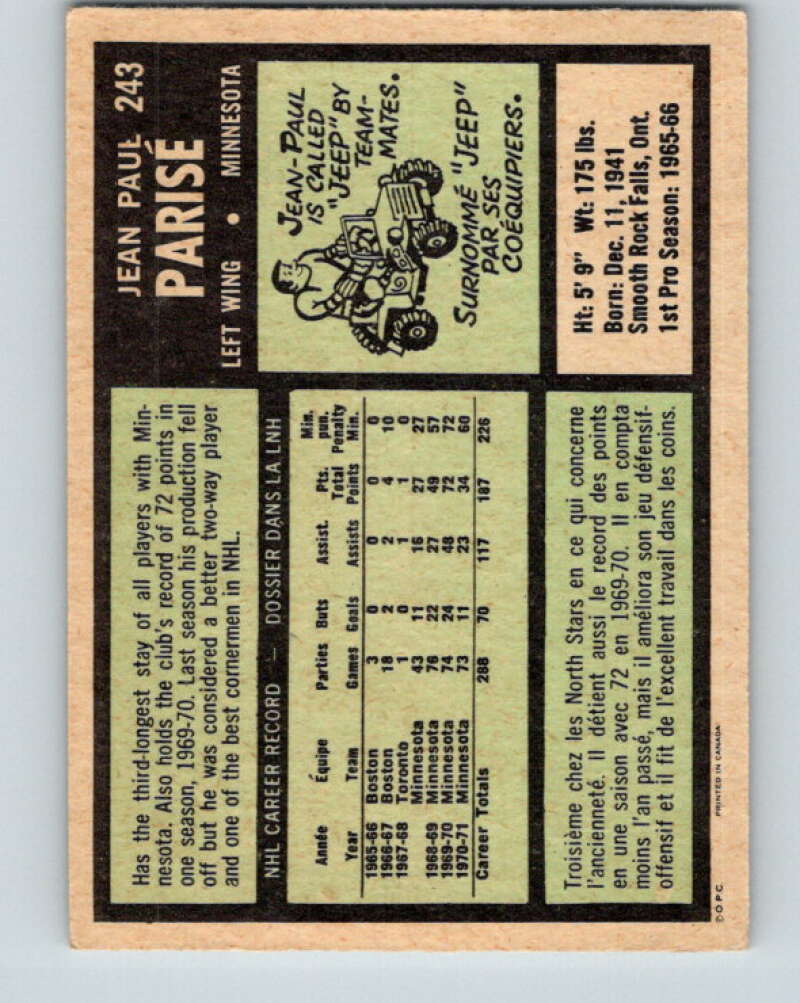 JEAN PAUL 243
PARISÉ
LEFT WING • MINNESOTA
Has the third-longest stay of all players with Min-
nesota. Also holds the club's record of 72 points in
one season, 1969-70. Last season his production fell
off but he was considered a better two-way player
and one of the best cornermen in NHL.
JEAN-PAUL
IS CALLED
"JEEP" BY
TEAM-
MATES.
SURNOMMÉ "JEEP"
PAR SES
COÉQUIPIERS.
Ht: 5' 9" Wt: 175 lbs.
Born: Dec. 11, 1941
Smooth Rock Falls, Ont.
1st Pro Season: 1965-66
NHL CAREER RECORD — DOSSIER DANS LA LNH
Année Équipe Parties Buts Assist. Pts. Min. pun.
Year Team Games Goals Assists Total Points Penalty Min.
1965-66 Boston 3 0 0 0 0
1966-67 Boston 18 2 2 4 10
1967-68 Toronto 1 0 1 1 0
Minnesota 43 11 16 27 27
1968-69 Minnesota 76 22 27 49 57
1969-70 Minnesota 74 24 48 72 72
1970-71 Minnesota 73 11 23 34 60
Career Totals 288 70 117 187 226
Troisième chez les North Stars en ce qui concerne
l'ancienneté. Il détient aussi le record des points
en une saison avec 72 en 1969-70. Il en compta
moins l'an passé, mais il améliora son jeu défensif-
offensif et il fit de l'excellent travail dans les coins.
© O.P.C. PRINTED IN CANADA